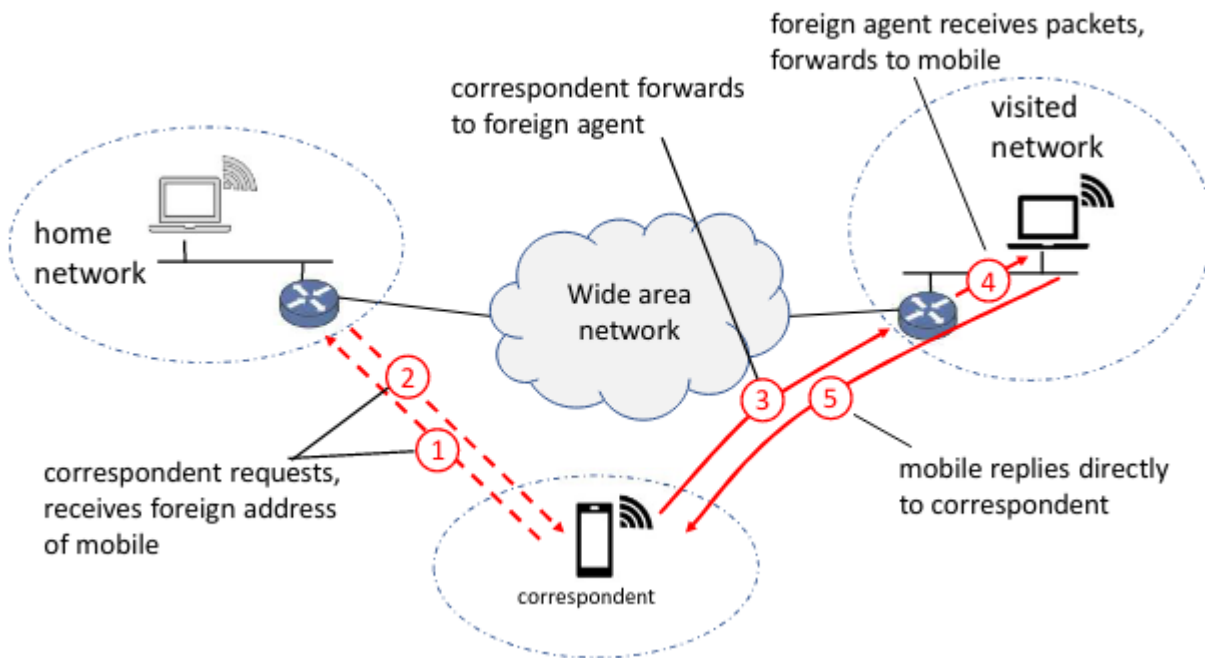 foreign agent receives packets,
forwards to mobile
correspondent forwards
to foreign agent
visited
network
home
network
Wide area
network
4
2
3
5
1
correspondent requests,
receives foreign address
of mobile
mobile replies directly
to correspondent
correspondent